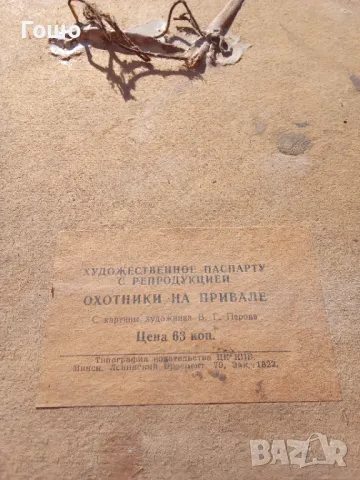 Гошо
ХУДОЖЕСТВЕННОЕ ПАСПАРТУ
С РЕПРОДУКЦИЕЙ
ОХОТНИКИ НА ПРИВАЛЕ
С картины художника В. Г. Перова
Цена 63 коп.
Типография издательства ЦК КПБ
Минск, Ленинский проспект, 79, Зак. 1822.
bazar.bg